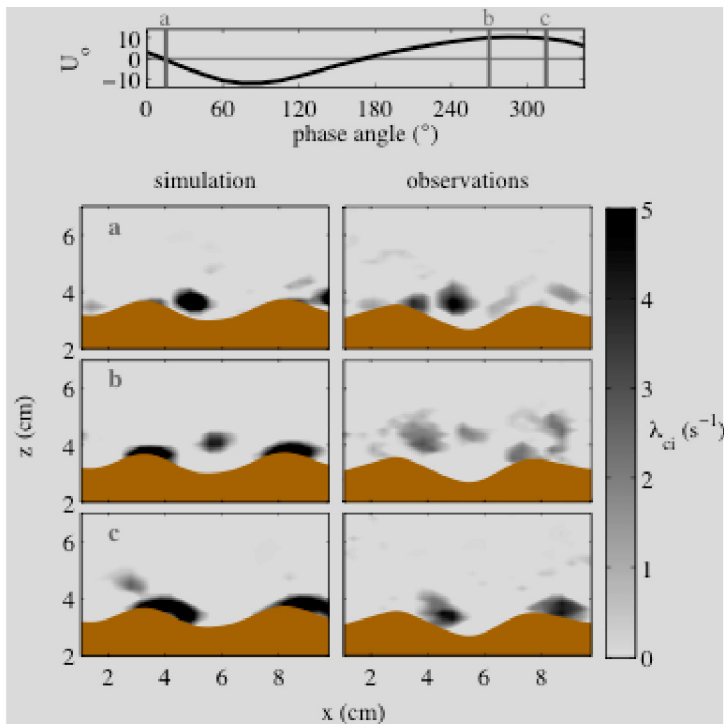 a b c
10
0
−10
U_o
0 60 120 180 240 300
phase angle (°)
simulation observations
a
6
4
2
b
6
4
2
c
6
4
2
z (cm)
2 4 6 8 2 4 6 8
x (cm)
5
4
3
2
1
0
λ_ci (s⁻¹)